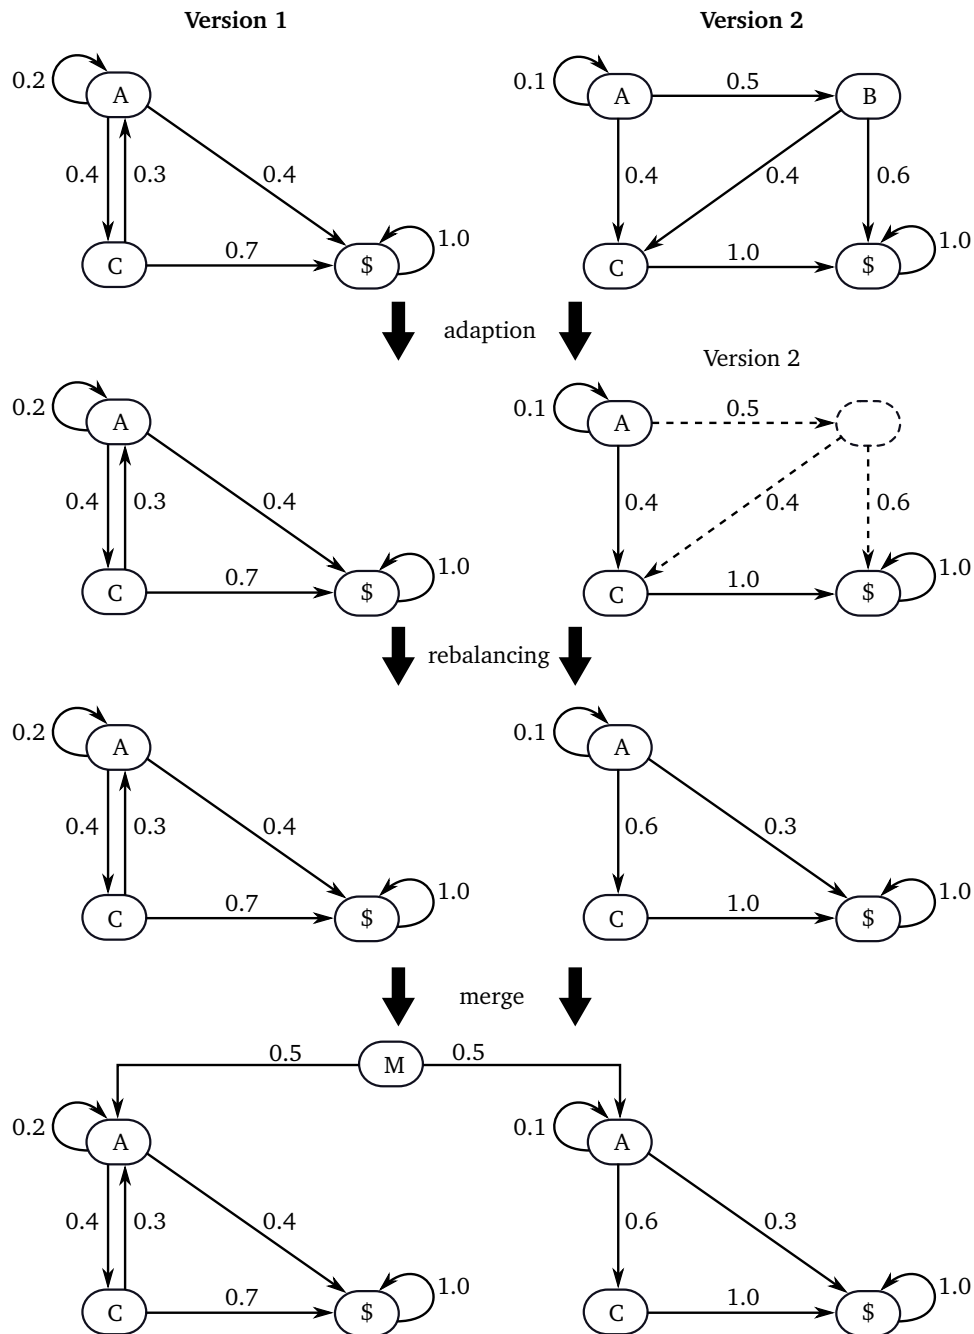 Version 1 Version 2
0.2 A 0.1 A 0.5 B
0.4 0.3 0.4 0.4 0.4 0.6
C 0.7 $ 1.0 C 1.0 $ 1.0
adaption
Version 2
0.2 A 0.1 A 0.5
0.4 0.3 0.4 0.4 0.4 0.6
C 0.7 $ 1.0 C 1.0 $ 1.0
rebalancing
0.2 A 0.1 A
0.4 0.3 0.4 0.6 0.3
C 0.7 $ 1.0 C 1.0 $ 1.0
merge
0.5 M 0.5
0.2 A 0.1 A
0.4 0.3 0.4 0.6 0.3
C 0.7 $ 1.0 C 1.0 $ 1.0